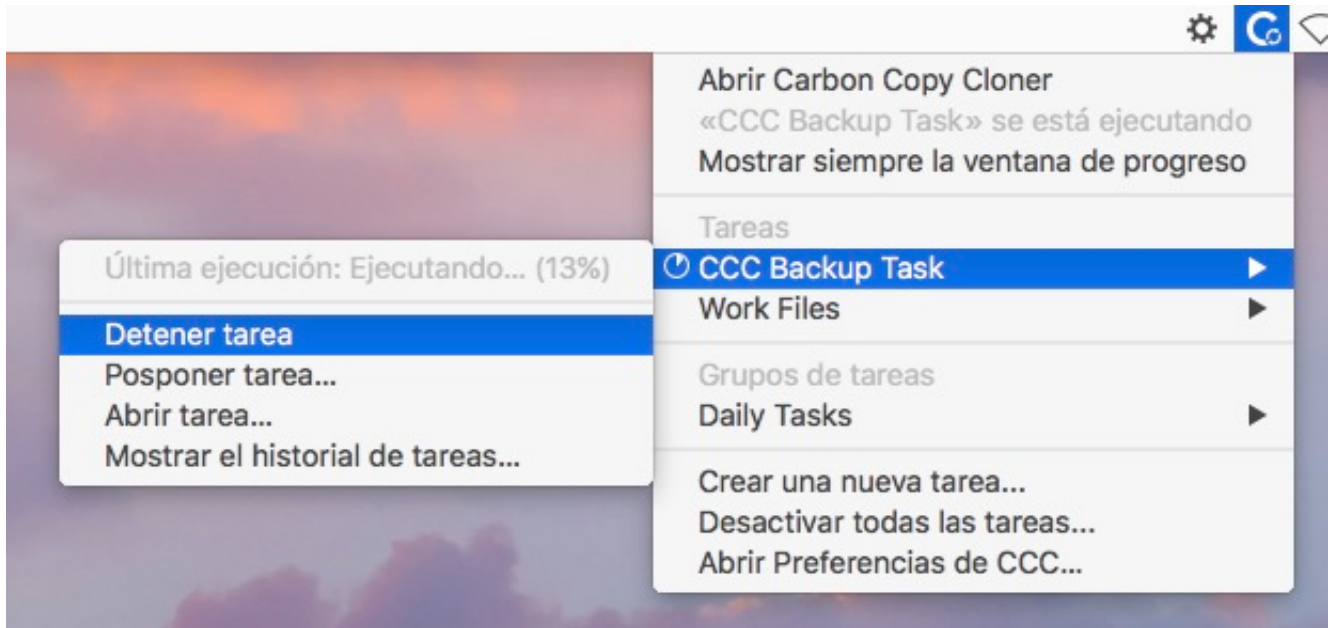 Abrir Carbon Copy Cloner
«CCC Backup Task» se está ejecutando
Mostrar siempre la ventana de progreso
Tareas
CCC Backup Task
Work Files
Grupos de tareas
Daily Tasks
Crear una nueva tarea...
Desactivar todas las tareas...
Abrir Preferencias de CCC...
Última ejecución: Ejecutando... (13%)
Detener tarea
Posponer tarea...
Abrir tarea...
Mostrar el historial de tareas...